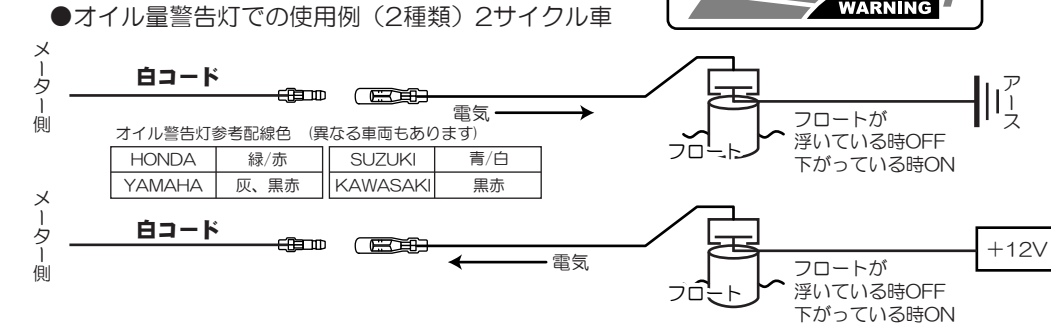 ●オイル量警告灯での使用例(2種類)2サイクル車
WARNING
メーター側
白コード
電気
フロート
フロートが
浮いている時OFF
下がっている時ON
アース
オイル警告灯参考配線色 (異なる車両もあります)
HONDA 緑/赤 SUZUKI 青/白
YAMAHA 灰、黒赤 KAWASAKI 黒赤
メーター側
白コード
電気
フロート
フロートが
浮いている時OFF
下がっている時ON
+12V